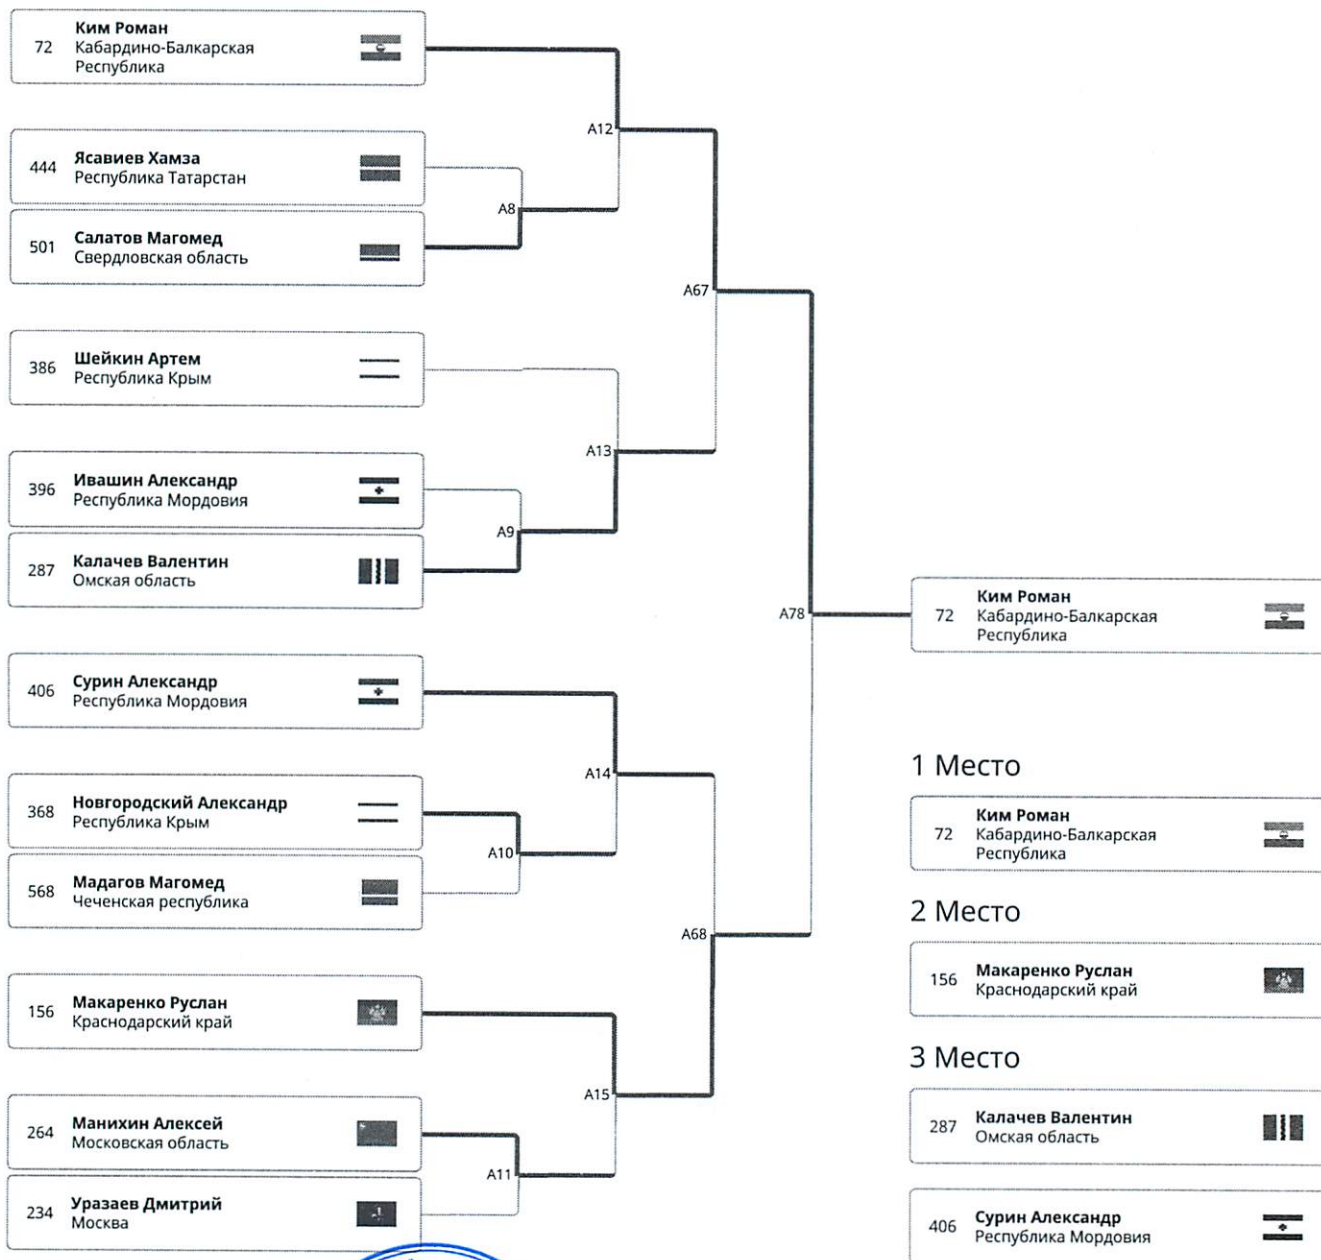 72
Ким Роман
Кабардино-Балкарская
Республика
A12
444
Ясавиев Хамза
Республика Татарстан
A8
501
Салатов Магомед
Свердловская область
A67
386
Шейкин Артем
Республика Крым
A13
396
Ивашин Александр
Республика Мордовия
A9
287
Калачев Валентин
Омская область
A78
72
Ким Роман
Кабардино-Балкарская
Республика
406
Сурин Александр
Республика Мордовия
A14
368
Новгородский Александр
Республика Крым
A10
568
Мадагов Магомед
Чеченская республика
A68
156
Макаренко Руслан
Краснодарский край
A15
264
Манихин Алексей
Московская область
A11
234
Уразаев Дмитрий
Москва
1 Место
72
Ким Роман
Кабардино-Балкарская
Республика
2 Место
156
Макаренко Руслан
Краснодарский край
3 Место
287
Калачев Валентин
Омская область
406
Сурин Александр
Республика Мордовия